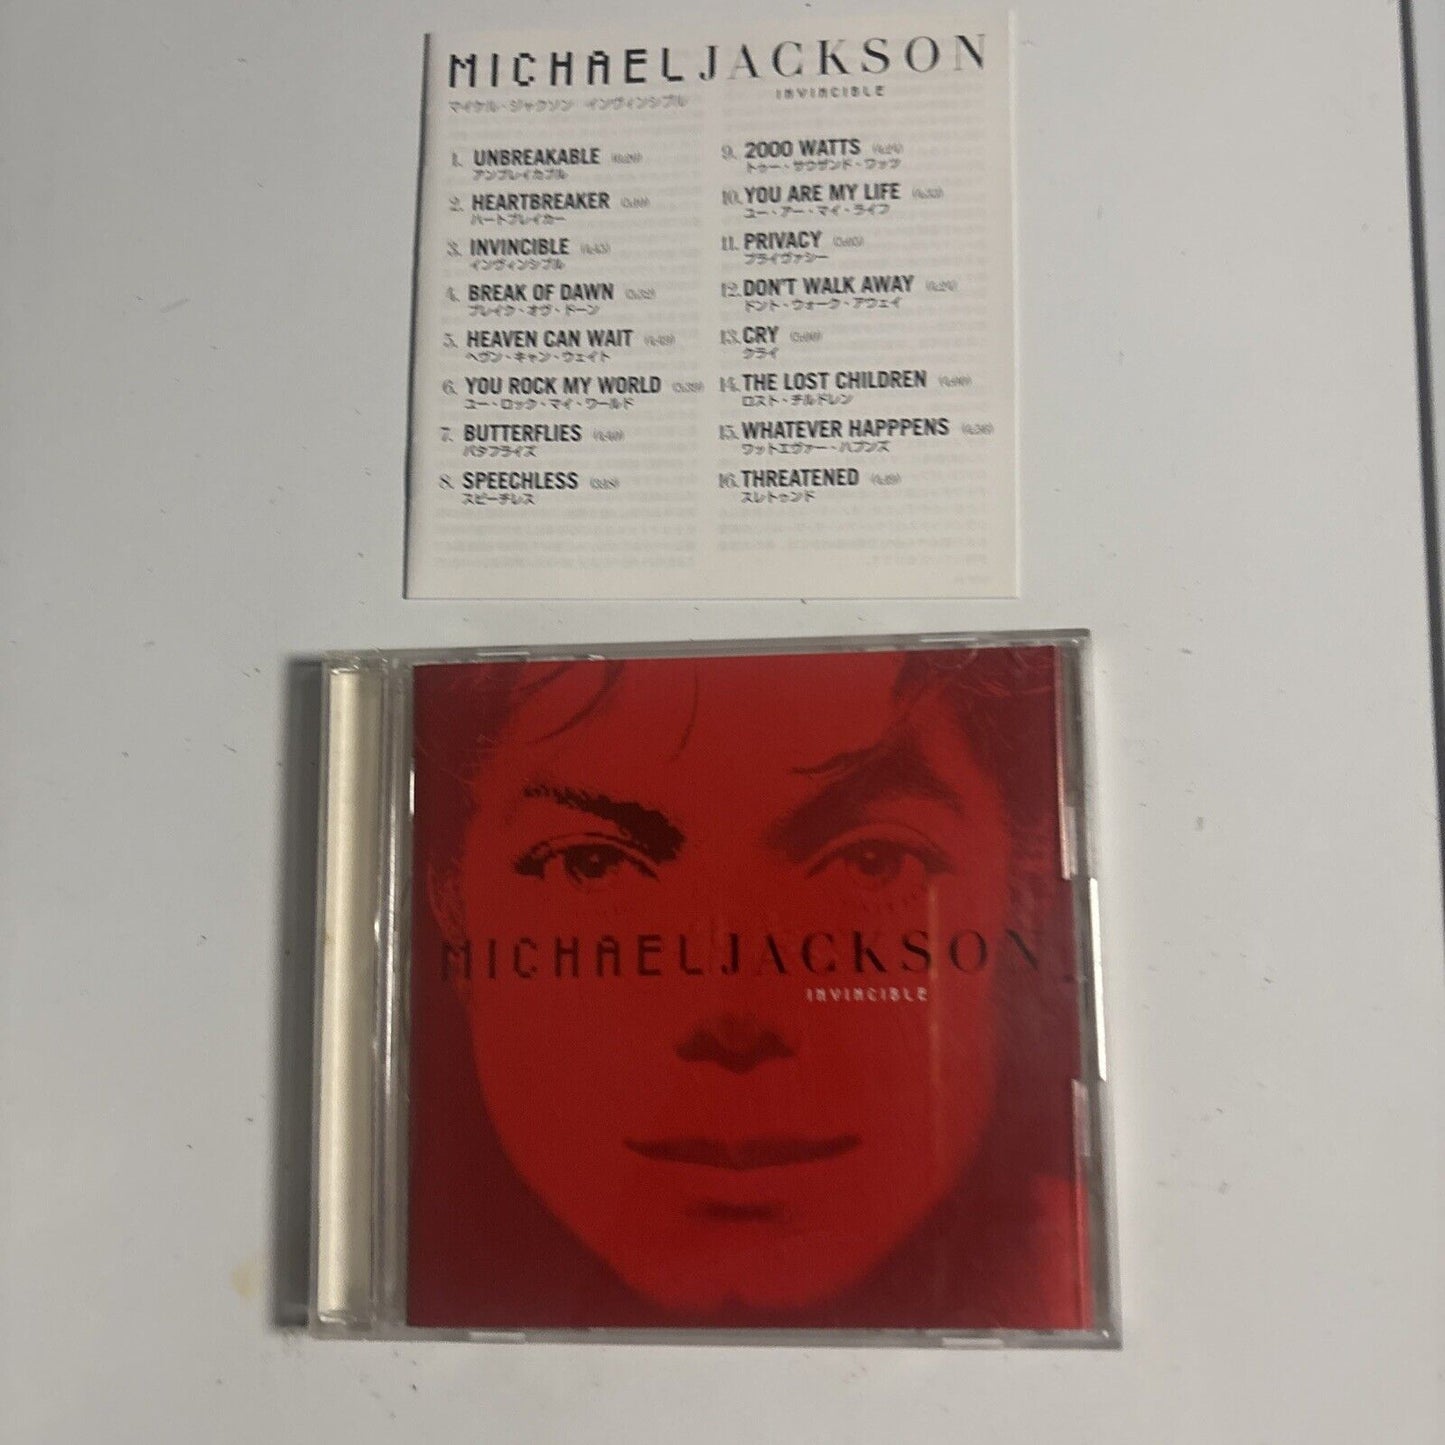 MICHAEL JACKSON
INVINCIBLE
マイケル・ジャクソン インヴィンシブル
1. UNBREAKABLE
アンブレイカブル
2. HEARTBREAKER
ハートブレイカー
3. INVINCIBLE
インヴィンシブル
4. BREAK OF DAWN
ブレイク・オヴ・ドーン
5. HEAVEN CAN WAIT
ヘヴン・キャン・ウェイト
6. YOU ROCK MY WORLD
ユー・ロック・マイ・ワールド
7. BUTTERFLIES
バタフライズ
8. SPEECHLESS
スピーチレス
9. 2000 WATTS
トゥー・サウザンド・ワッツ
10. YOU ARE MY LIFE
ユー・アー・マイ・ライフ
11. PRIVACY
プライヴァシー
12. DON'T WALK AWAY
ドント・ウォーク・アウェイ
13. CRY
クライ
14. THE LOST CHILDREN
ロスト・チルドレン
15. WHATEVER HAPPPENS
ワットエヴァー・ハプンズ
16. THREATENED
スレトゥンド
MICHAEL JACKSON
INVINCIBLE